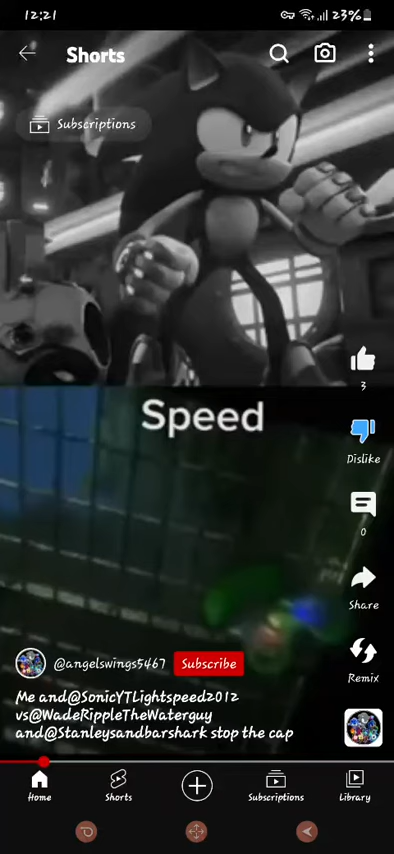 12:21
23%
Shorts
Subscriptions
3
Speed
Dislike
0
Share
@angelswings5467
Subscribe
Remix
Me and@SonicYTLightspeed2012
vs@WadeRippleTheWaterguy
and@Stanleysandbarshark stop the cap
Home
Shorts
Subscriptions
Library